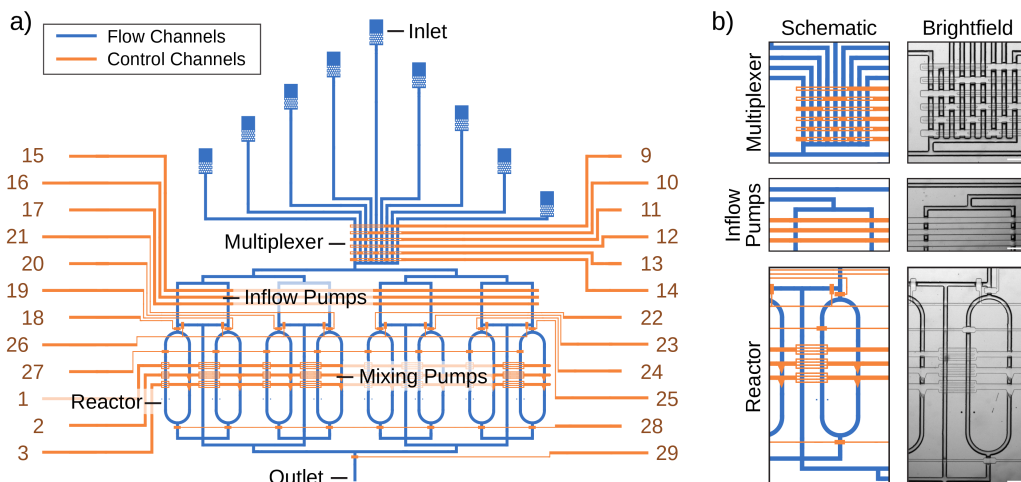 a)
Flow Channels
Control Channels
Inlet
15
16
17
21
20
19
18
26
27
1
2
3
9
10
11
12
13
14
22
23
24
25
28
29
Multiplexer
Inflow Pumps
Mixing Pumps
Reactor
Outlet
b)
Schematic
Brightfield
Multiplexer
Inflow
Pumps
Reactor